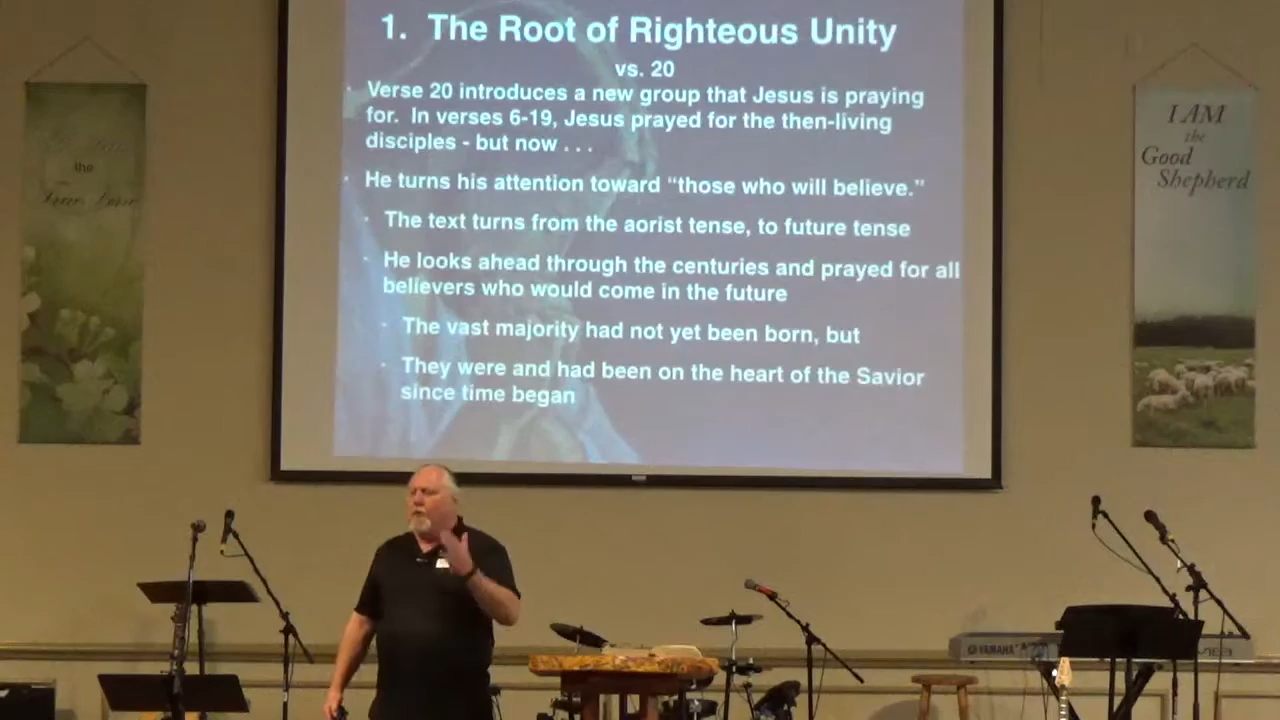 1. The Root of Righteous Unity
vs. 20
Verse 20 introduces a new group that Jesus is praying
for. In verses 6-19, Jesus prayed for the then-living
disciples - but now . . .
He turns his attention toward “those who will believe.”
The text turns from the aorist tense, to future tense
He looks ahead through the centuries and prayed for all
believers who would come in the future
The vast majority had not yet been born, but
They were and had been on the heart of the Savior
since time began
the
I AM
the
Good
Shepherd
YAMAHA